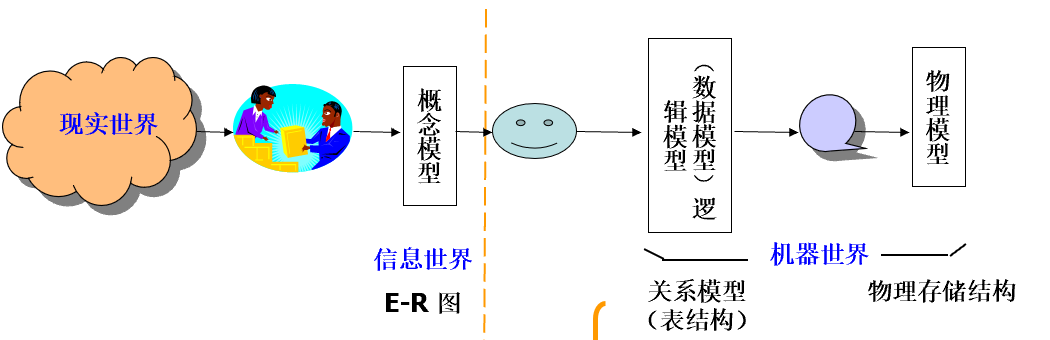 现实世界
概念模型
（数据模型）逻
辑模型
物理模型
信息世界
机器世界
E-R 图
关系模型
（表结构）
物理存储结构